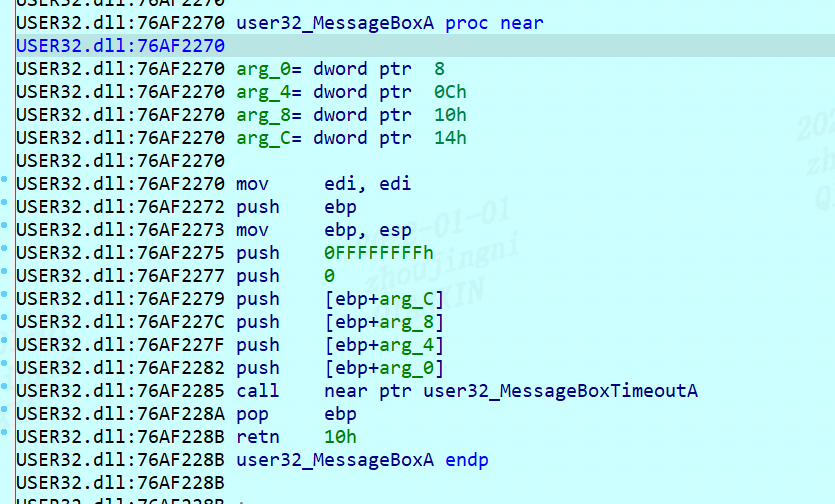 USER32.dll:76AF2270
USER32.dll:76AF2270 user32_MessageBoxA proc near
USER32.dll:76AF2270
USER32.dll:76AF2270 arg_0= dword ptr  8
USER32.dll:76AF2270 arg_4= dword ptr  0Ch
USER32.dll:76AF2270 arg_8= dword ptr  10h
USER32.dll:76AF2270 arg_C= dword ptr  14h
USER32.dll:76AF2270
USER32.dll:76AF2270 mov     edi, edi
USER32.dll:76AF2272 push    ebp
USER32.dll:76AF2273 mov     ebp, esp
USER32.dll:76AF2275 push    0FFFFFFFFh
USER32.dll:76AF2277 push    0
USER32.dll:76AF2279 push    [ebp+arg_C]
USER32.dll:76AF227C push    [ebp+arg_8]
USER32.dll:76AF227F push    [ebp+arg_4]
USER32.dll:76AF2282 push    [ebp+arg_0]
USER32.dll:76AF2285 call    near ptr user32_MessageBoxTimeoutA
USER32.dll:76AF228A pop     ebp
USER32.dll:76AF228B retn    10h
USER32.dll:76AF228B user32_MessageBoxA endp
USER32.dll:76AF228B
USER32.dll:76AF228B ;
-01-01
zhoujingni